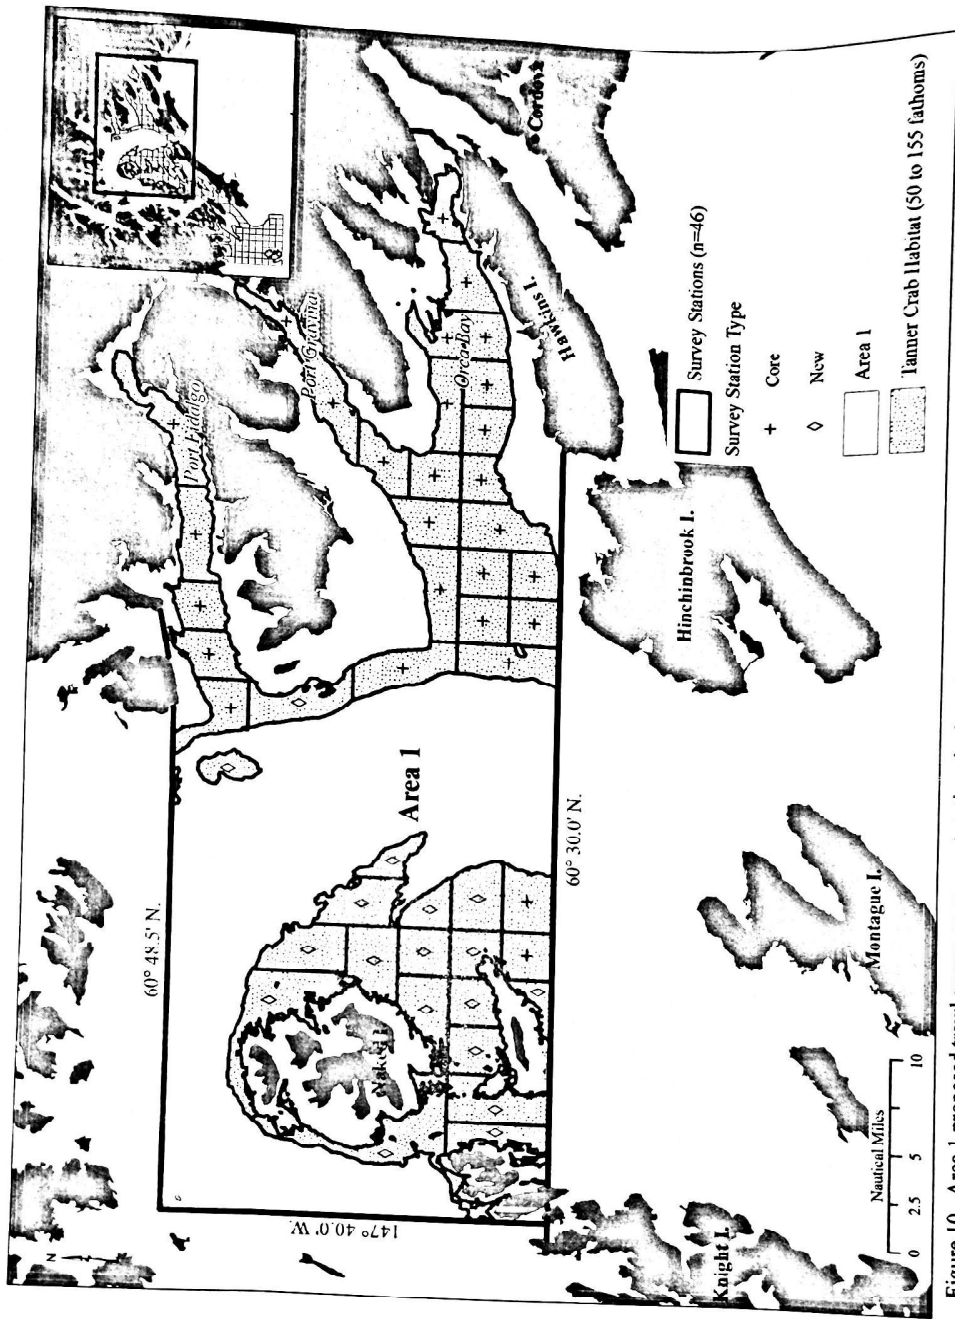 60° 48.5' N.
147° 40.0' W.
60° 30.0' N.
Area 1
Port Fidalgo
Port Gravina
Orca Bay
Cordova
Hawkins I.
Hinchinbrook I.
Montague I.
Naked I.
Knight I.
N
Nautical Miles
0 2.5 5 10
Survey Stations (n=46)
Survey Station Type
Core
New
Area 1
Tanner Crab Habitat (50 to 155 fathoms)
Figure 10. Area 1 proposed